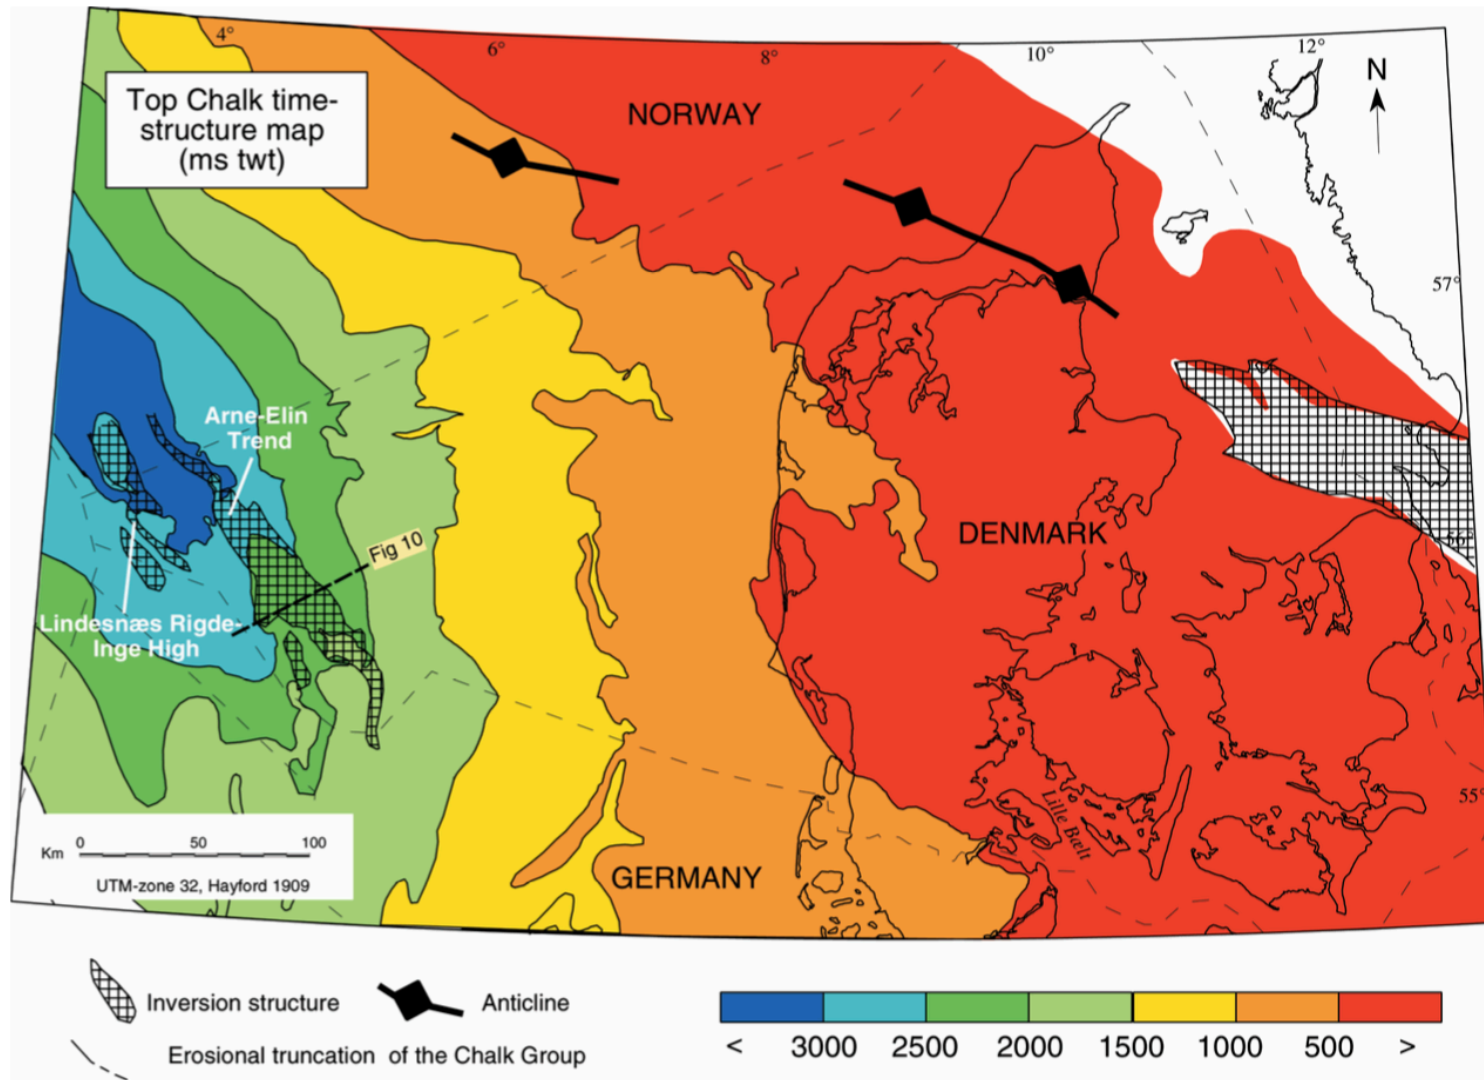 4°
6°
8°
10°
12°
Top Chalk time-
structure map
(ms twt)
NORWAY
N
57°
Arne-Elin
Trend
Fig 10
DENMARK
56°
Lindesnæs Rigde-
Inge High
Lille Bælt
55°
Km 0 50 100
UTM-zone 32, Hayford 1909
GERMANY
Inversion structure
Anticline
Erosional truncation of the Chalk Group
< 3000 2500 2000 1500 1000 500 >